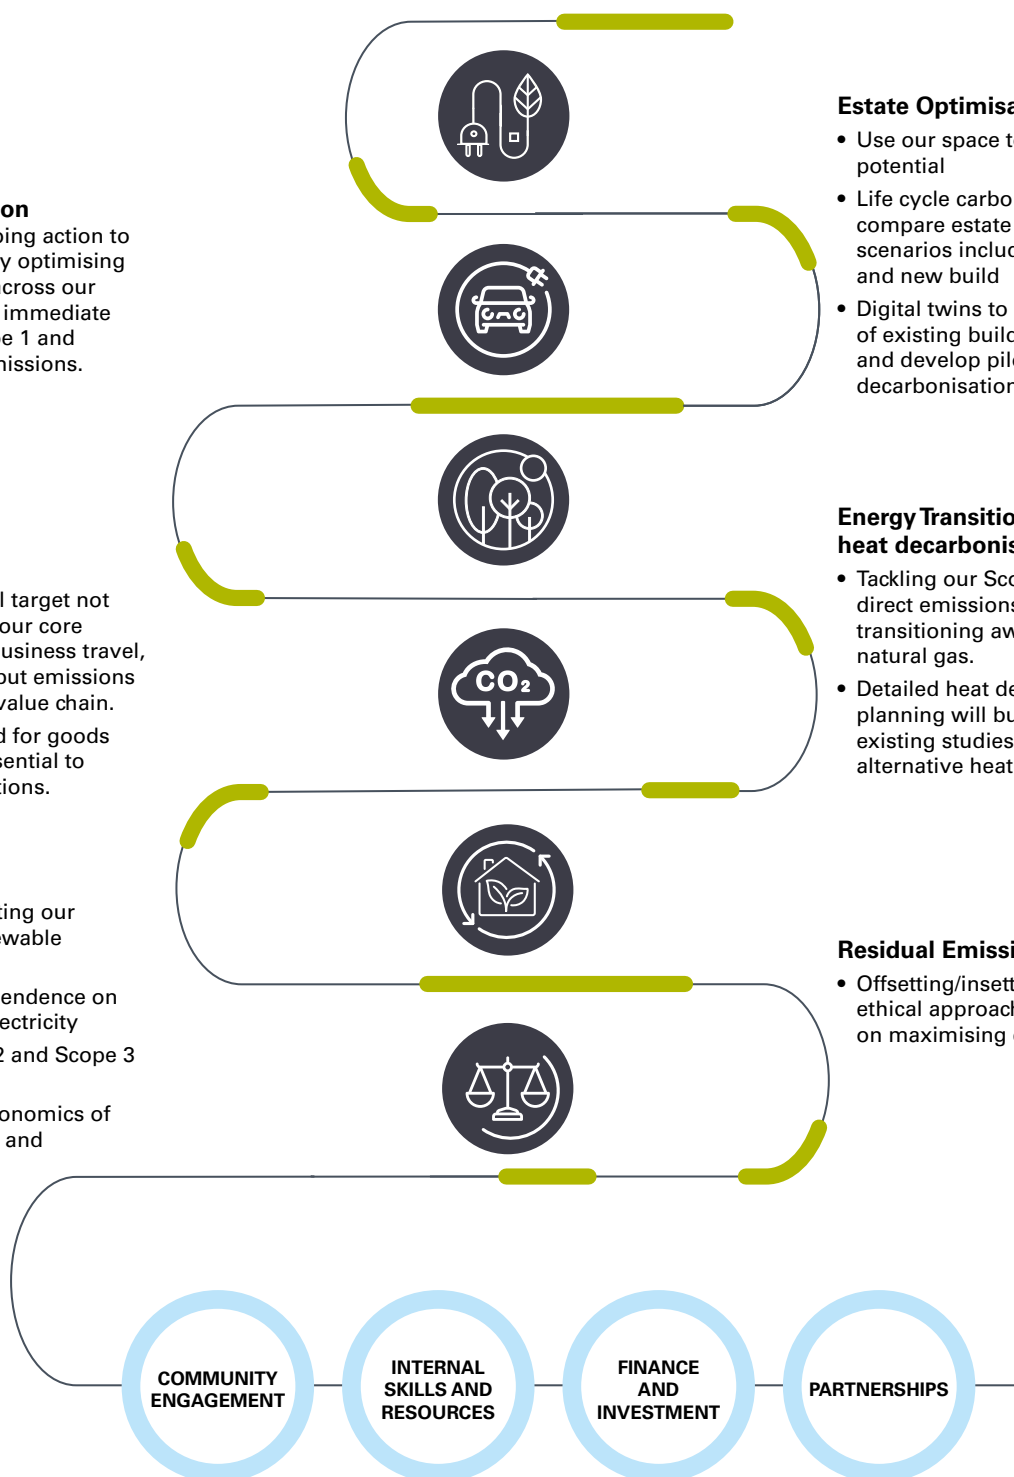 on
ping action to
y optimising
across our
immediate
e 1 and
nissions.
l target not
our core
usiness travel,
out emissions
value chain.
d for goods
sential to
tions.
ting our
ewable
endence on
lectricity
2 and Scope 3
onomics of
and
Estate Optimisa
• Use our space t
potential
• Life cycle carbo
compare estate
scenarios includ
and new build
• Digital twins to
of existing build
and develop pil
decarbonisation
Energy Transitio
heat decarbonis
• Tackling our Sco
direct emissions
transitioning aw
natural gas.
• Detailed heat de
planning will bu
existing studies
alternative heat
Residual Emissi
• Offsetting/insett
ethical approach
on maximising
CO₂
COMMUNITY
ENGAGEMENT
INTERNAL
SKILLS AND
RESOURCES
FINANCE
AND
INVESTMENT
PARTNERSHIPS